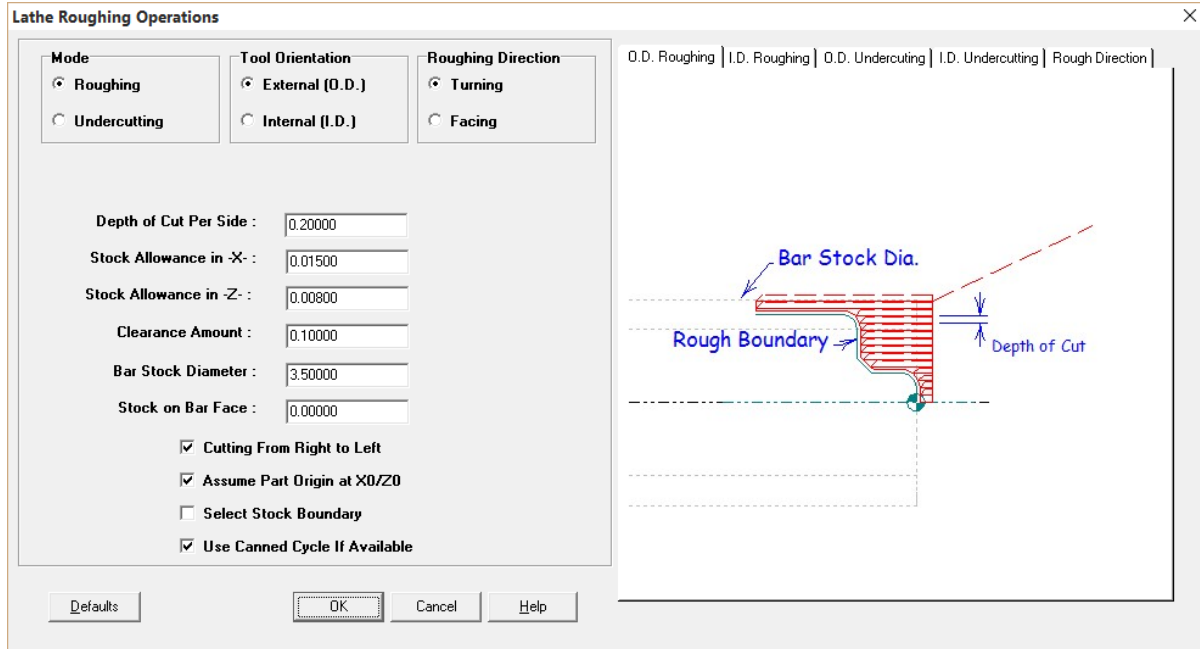 Lathe Roughing Operations
Mode
Roughing
Undercutting
Tool Orientation
External (O.D.)
Internal (I.D.)
Roughing Direction
Turning
Facing
Depth of Cut Per Side : 0.20000
Stock Allowance in -X- : 0.01500
Stock Allowance in -Z- : 0.00800
Clearance Amount : 0.10000
Bar Stock Diameter : 3.50000
Stock on Bar Face : 0.00000
Cutting From Right to Left
Assume Part Origin at X0/Z0
Select Stock Boundary
Use Canned Cycle If Available
Defaults OK Cancel Help
O.D. Roughing I.D. Roughing O.D. Undercuting I.D. Undercutting Rough Direction
Bar Stock Dia.
Rough Boundary
Depth of Cut